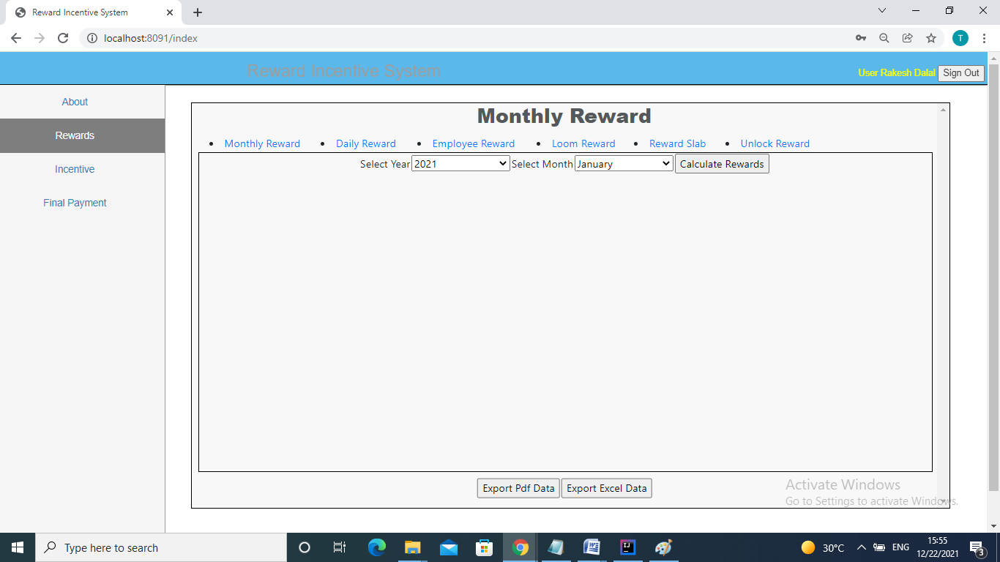 Reward Incentive System
localhost:8091/index
T
Reward Incentive System
User Rakesh Dalal Sign Out
About
Rewards
Incentive
Final Payment
Monthly Reward
Monthly Reward Daily Reward Employee Reward Loom Reward Reward Slab Unlock Reward
Select Year 2021 Select Month January Calculate Rewards
Export Pdf Data Export Excel Data
Activate Windows
Go to Settings to activate Windows.
Type here to search
30°C ENG
15:55
12/22/2021
3